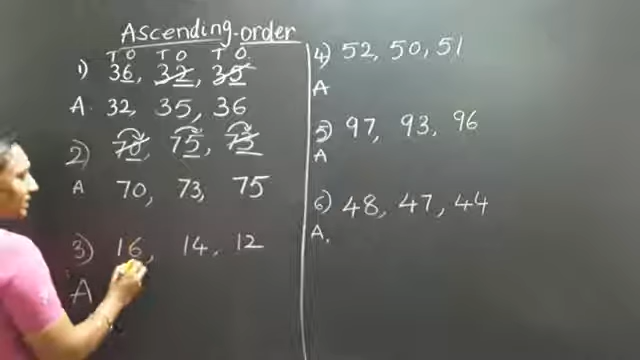 Ascending-order
T O T O T O
1) 36, 32, 35
A. 32, 35, 36
2) 70, 75, 73
A 70, 73, 75
3) 16, 14, 12
A
4) 52, 50, 51
A
5) 97, 93, 96
A
6) 48, 47, 44
A.